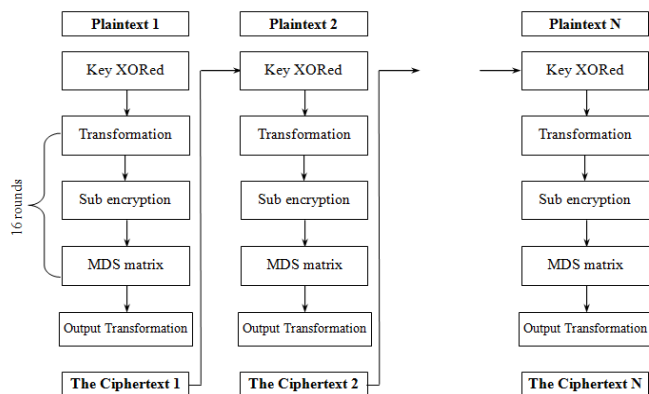 Plaintext 1
Key XORed
Transformation
Sub encryption
MDS matrix
Output Transformation
The Ciphertext 1
16 rounds
Plaintext 2
Key XORed
Transformation
Sub encryption
MDS matrix
Output Transformation
The Ciphertext 2
Plaintext N
Key XORed
Transformation
Sub encryption
MDS matrix
Output Transformation
The Ciphertext N